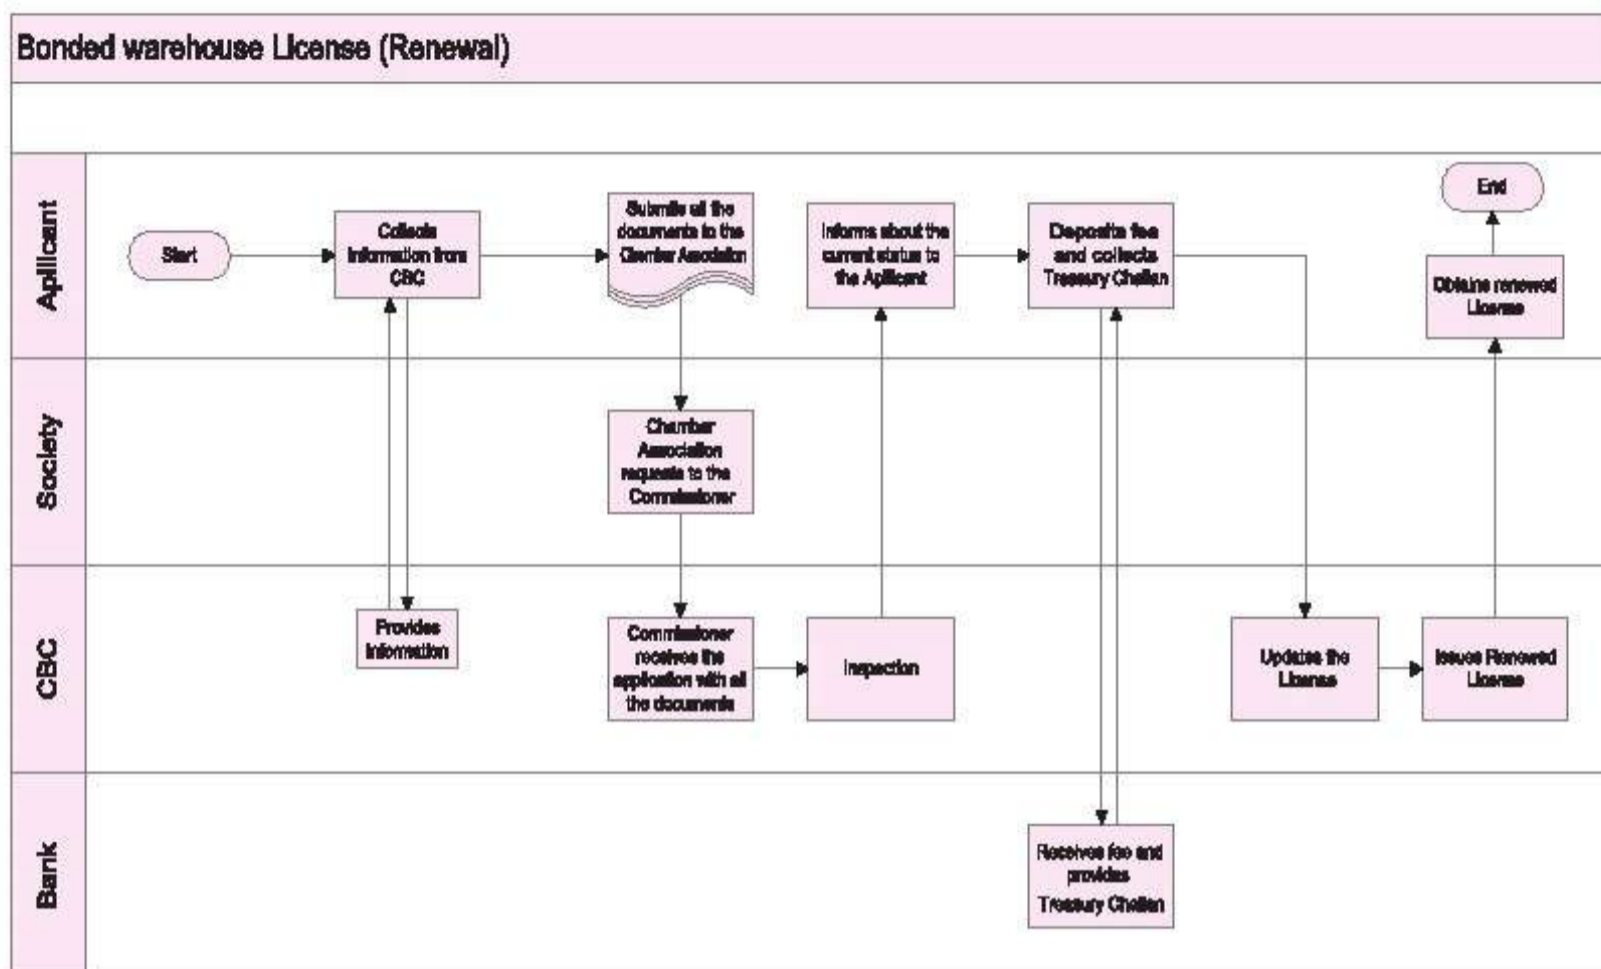 Bonded warehouse License (Renewal)
Apllicant
Start
Collects
Information from
CBC
Submits all the
documents to the
Chamber Association
Informs about the
current status to
the Apllicant
Deposits fee
and collects
Treasury Challan
End
Obtains renewed
License
Society
Chamber
Association
requests to the
Commissioner
CBC
Provides
Information
Commissioner
receives the
application with all
the documents
Inspection
Updates the
License
Issues Renewed
License
Bank
Receives fee and
provides
Treasury Challan